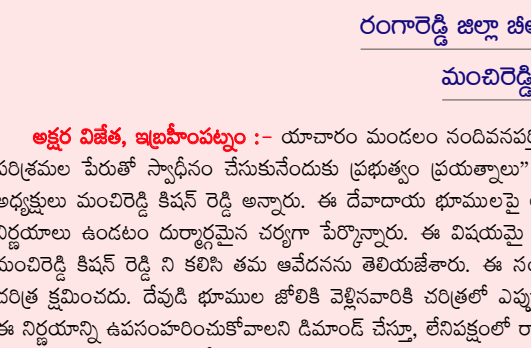 రంగారెడ్డి జిల్లా
మంచిరెడ్డి
అక్షర విజేత, ఇబ్రహీంపట్నం :- యాచారం మండలం
పరిశ్రమల పేరుతో స్వాధీనం చేసుకునేందుకు ప్రభుత్వం ప్రయత్నాలు”
అధ్యక్షులు మంచిరెడ్డి కిషన్ రెడ్డి అన్నారు. ఈ దేవాదాయ భూములపై
నిర్ణయాలు ఉండటం దుర్మార్గమైన చర్యగా పేర్కొన్నారు. ఈ విషయమై
మంచిరెడ్డి కిషన్ రెడ్డి ని కలిసి తమ ఆవేదనను తెలియజేశారు. ఈ
చరిత్ర క్షమించదు. దేవుడి భూముల జోలికి వెళ్లినవారికి చరిత్రలో
ఈ నిర్ణయాన్ని ఉపసంహరించుకోవాలని డిమాండ్ చేస్తూ, లేనిపక్షంలో